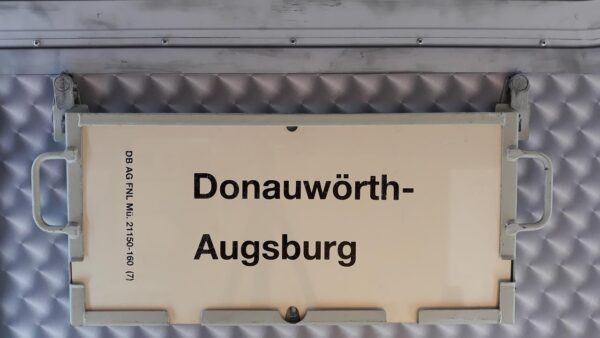 Donauwörth-
Augsburg
DB AG FNL Mü. 21150-160 (7)